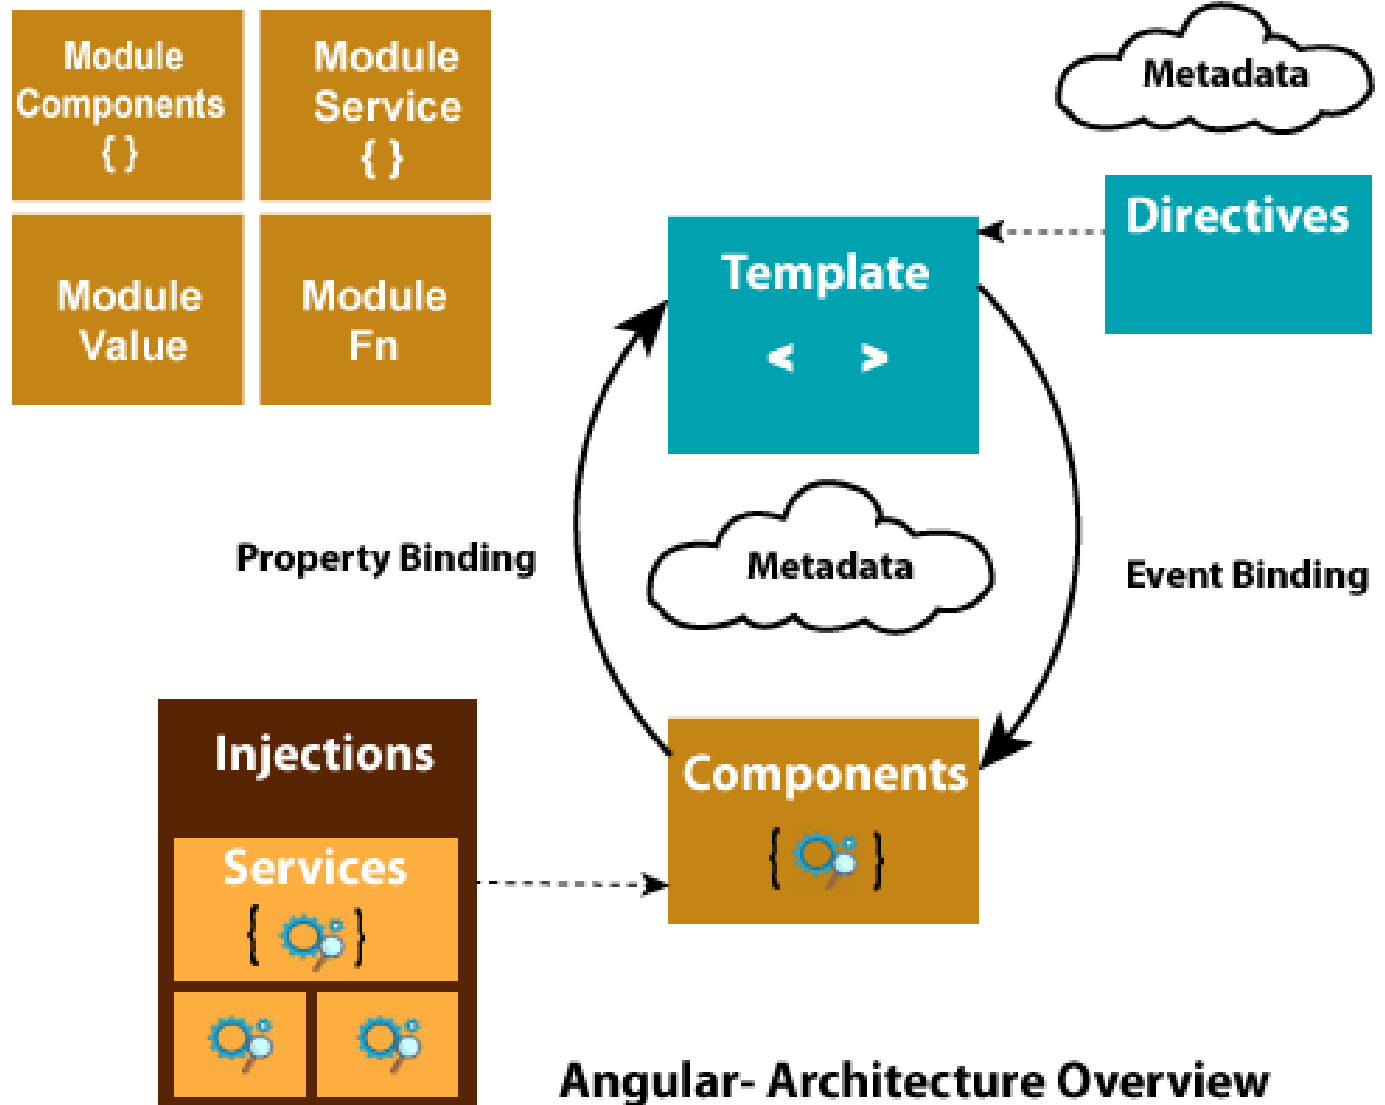 Module
Components
{ }
Module
Service
{ }
Module
Value
Module
Fn
Metadata
Directives
Template
< >
Property Binding
Metadata
Event Binding
Injections
Services
{ }
Components
{ }
Angular- Architecture Overview